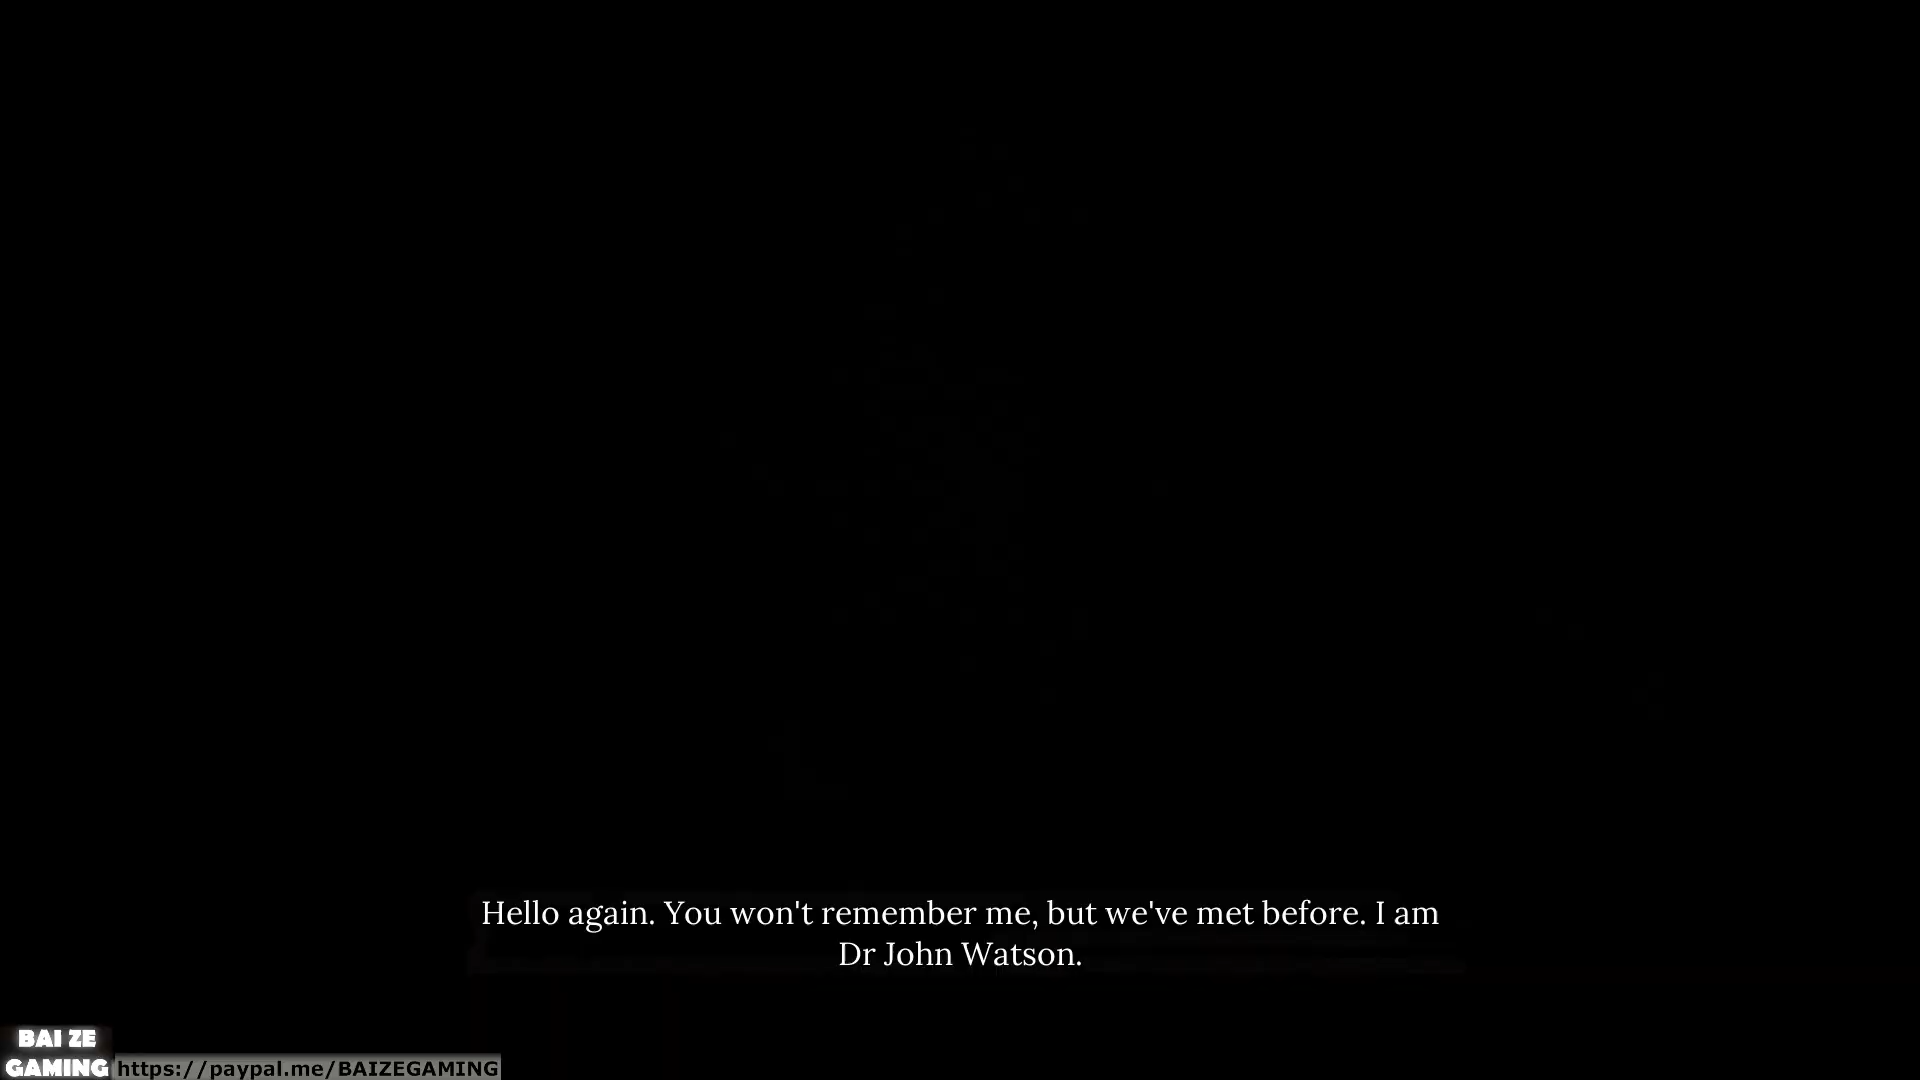 Hello again. You won't remember me, but we've met before. I am
Dr John Watson.
BAI ZE
GAMING
https://paypal.me/BAIZEGAMING